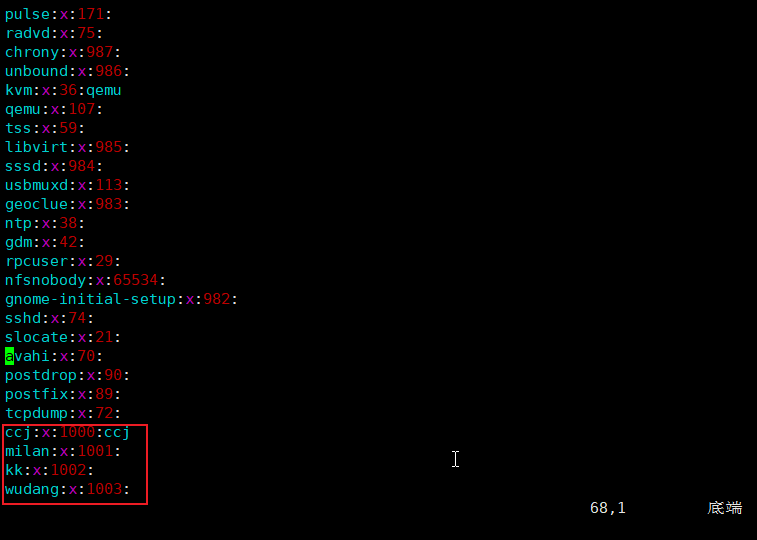 pulse:x:171:
radvd:x:75:
chrony:x:987:
unbound:x:986:
kvm:x:36:qemu
qemu:x:107:
tss:x:59:
libvirt:x:985:
sssd:x:984:
usbmuxd:x:113:
geoclue:x:983:
ntp:x:38:
gdm:x:42:
rpcuser:x:29:
nfsnobody:x:65534:
gnome-initial-setup:x:982:
sshd:x:74:
slocate:x:21:
avahi:x:70:
postdrop:x:90:
postfix:x:89:
tcpdump:x:72:
ccj:x:1000:ccj
milan:x:1001:
kk:x:1002:
wudang:x:1003:
68,1 底端